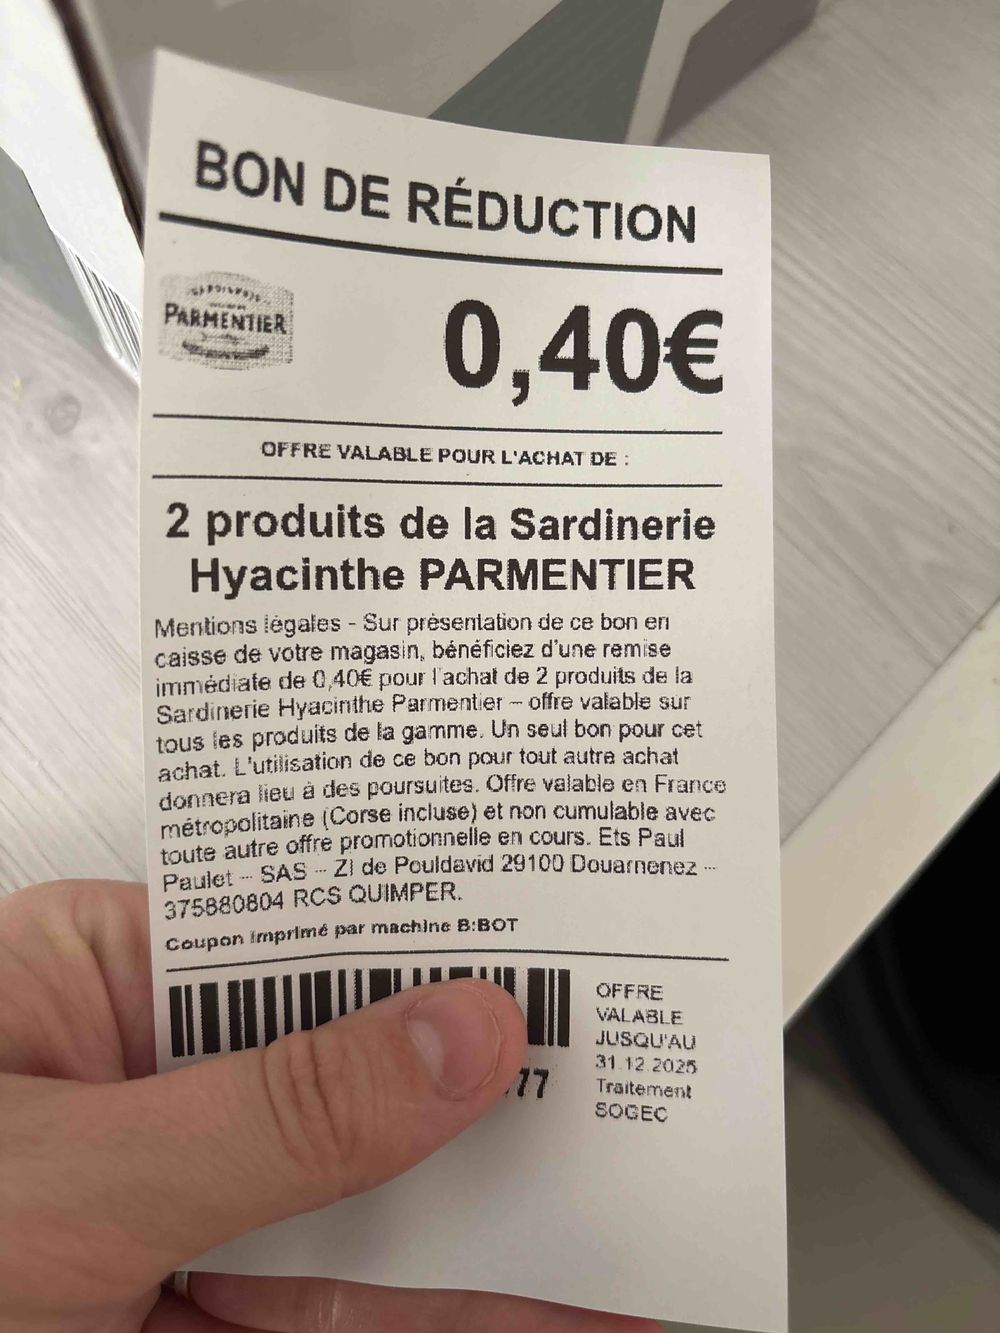 BON DE RÉDUCTION
PARMENTIER
0,40€
OFFRE VALABLE POUR L'ACHAT DE :
2 produits de la Sardinerie
Hyacinthe PARMENTIER
Mentions légales - Sur présentation de ce bon en
caisse de votre magasin, bénéficiez d'une remise
immédiate de 0,40€ pour l'achat de 2 produits de la
Sardinerie Hyacinthe Parmentier – offre valable sur
tous les produits de la gamme. Un seul bon pour cet
achat. L'utilisation de ce bon pour tout autre achat
donnera lieu à des poursuites. Offre valable en France
métropolitaine (Corse incluse) et non cumulable avec
toute autre offre promotionnelle en cours. Ets Paul
Paulet – SAS – ZI de Pouldavid 29100 Douarnenez –
375880804 RCS QUIMPER.
Coupon imprimé par machine B:BOT
77
OFFRE
VALABLE
JUSQU'AU
31.12.2025
Traitement
SOGEC